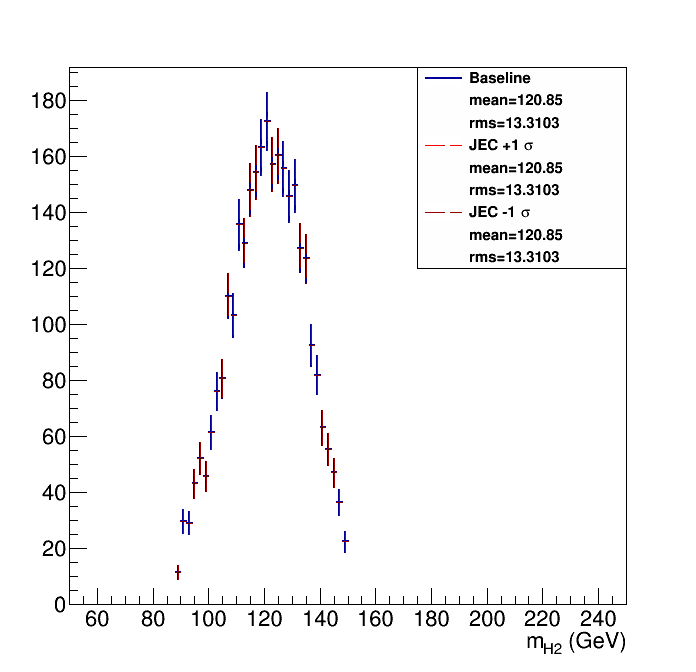 Baseline
mean=120.85
rms=13.3103
JEC +1 σ
mean=120.85
rms=13.3103
JEC -1 σ
mean=120.85
rms=13.3103
180
160
140
120
100
80
60
40
20
0
60 80 100 120 140 160 180 200 220 240
m_H2 (GeV)